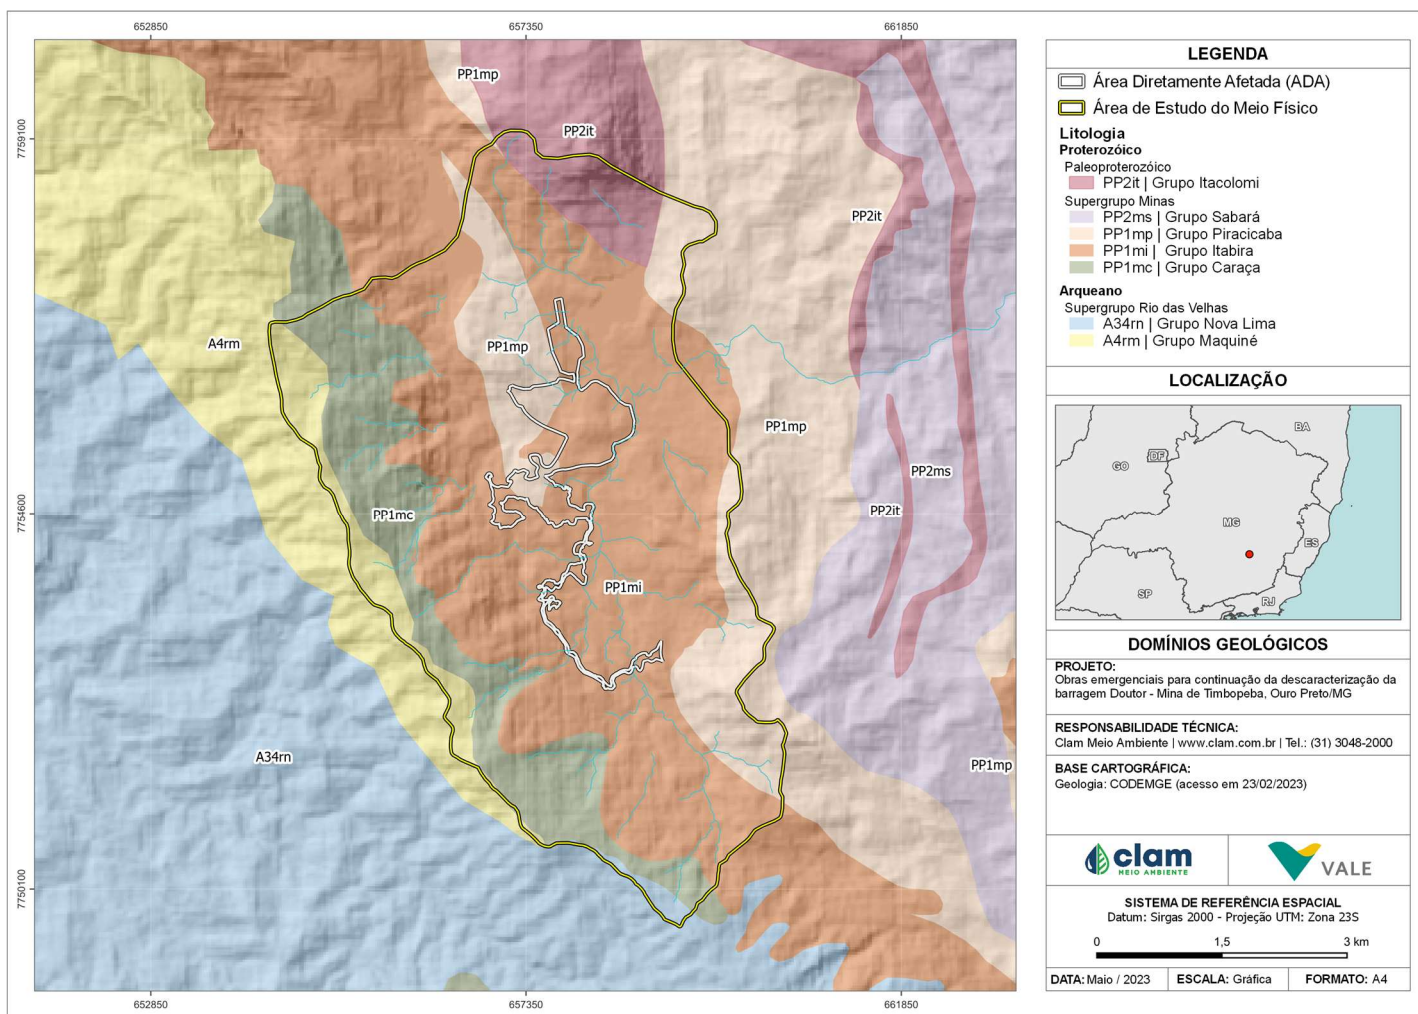 652850
657350
661850
7759100
7754600
7750100
PP1mp
PP2it
PP2it
A4rm
PP1mp
PP1mp
PP2ms
PP2it
PP1mc
PP1mi
A34rn
PP1mp
652850
657350
661850
LEGENDA
Área Diretamente Afetada (ADA)
Área de Estudo do Meio Físico
Litologia
Proterozóico
Paleoproterozóico
PP2it | Grupo Itacolomi
Supergrupo Minas
PP2ms | Grupo Sabará
PP1mp | Grupo Piracicaba
PP1mi | Grupo Itabira
PP1mc | Grupo Caraça
Arqueano
Supergrupo Rio das Velhas
A34rn | Grupo Nova Lima
A4rm | Grupo Maquiné
LOCALIZAÇÃO
BA
GO
DF
MG
ES
SP
RJ
DOMÍNIOS GEOLÓGICOS
PROJETO:
Obras emergenciais para continuação da descaracterização da
barragem Doutor - Mina de Timbopeba, Ouro Preto/MG
RESPONSABILIDADE TÉCNICA:
Clam Meio Ambiente | www.clam.com.br | Tel.: (31) 3048-2000
BASE CARTOGRÁFICA:
Geologia: CODEMGE (acesso em 23/02/2023)
clam
MEIO AMBIENTE
VALE
SISTEMA DE REFERÊNCIA ESPACIAL
Datum: Sirgas 2000 - Projeção UTM: Zona 23S
0 1,5 3 km
DATA: Maio / 2023
ESCALA: Gráfica
FORMATO: A4